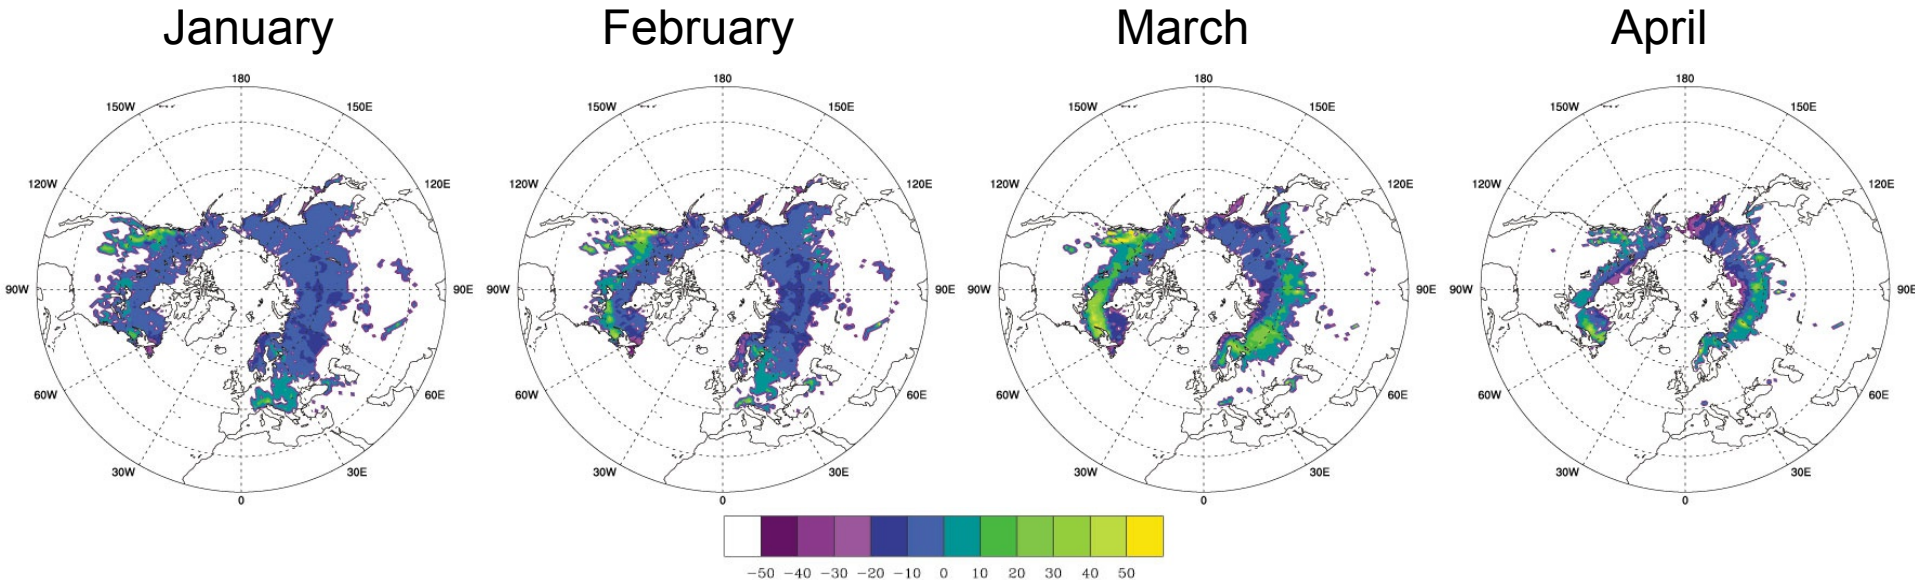 January February March April
180 180 180 180
150W 150E 150W 150E 150W 150E 150W 150E
120W 120E 120W 120E 120W 120E 120W 120E
90W 90E 90W 90E 90W 90E 90W 90E
60W 60E 60W 60E 60W 60E 60W 60E
30W 30E 30W 30E 30W 30E 30W 30E
0 0 0 0
−50 −40 −30 −20 −10 0 10 20 30 40 50